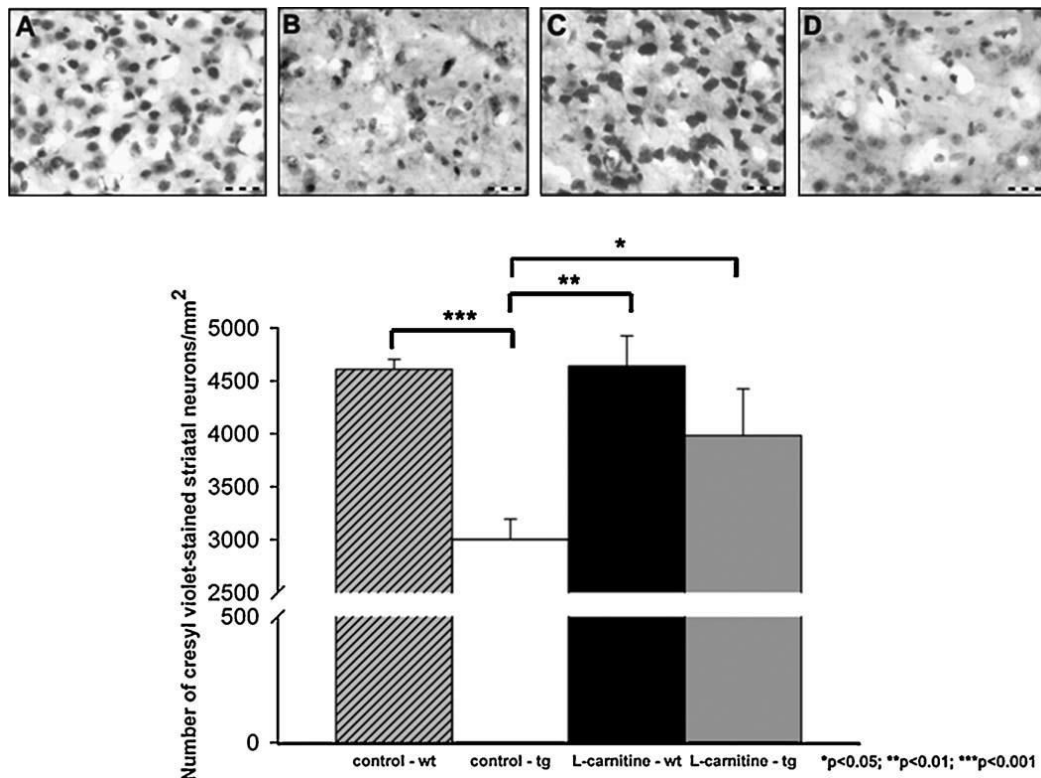 A B C D
*
**
***
Number of cresyl violet-stained striatal neurons/mm²
5000
4500
4000
3500
3000
2500
500
0
control - wt control - tg L-carnitine - wt L-carnitine - tg
*p<0.05; **p<0.01; ***p<0.001